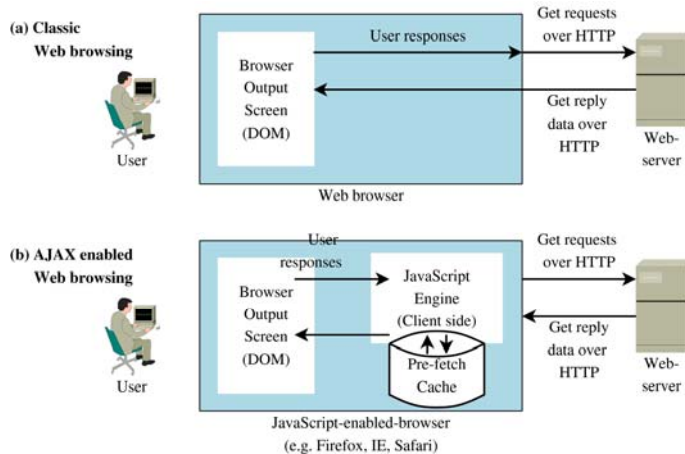 (a) Classic
Web browsing
User
Browser
Output
Screen
(DOM)
User responses
Web browser
Get requests
over HTTP
Get reply
data over
HTTP
Web-
server
(b) AJAX enabled
Web browsing
User
Browser
Output
Screen
(DOM)
User
responses
JavaScript
Engine
(Client side)
Pre-fetch
Cache
JavaScript-enabled-browser
(e.g. Firefox, IE, Safari)
Get requests
over HTTP
Get reply
data over
HTTP
Web-
server